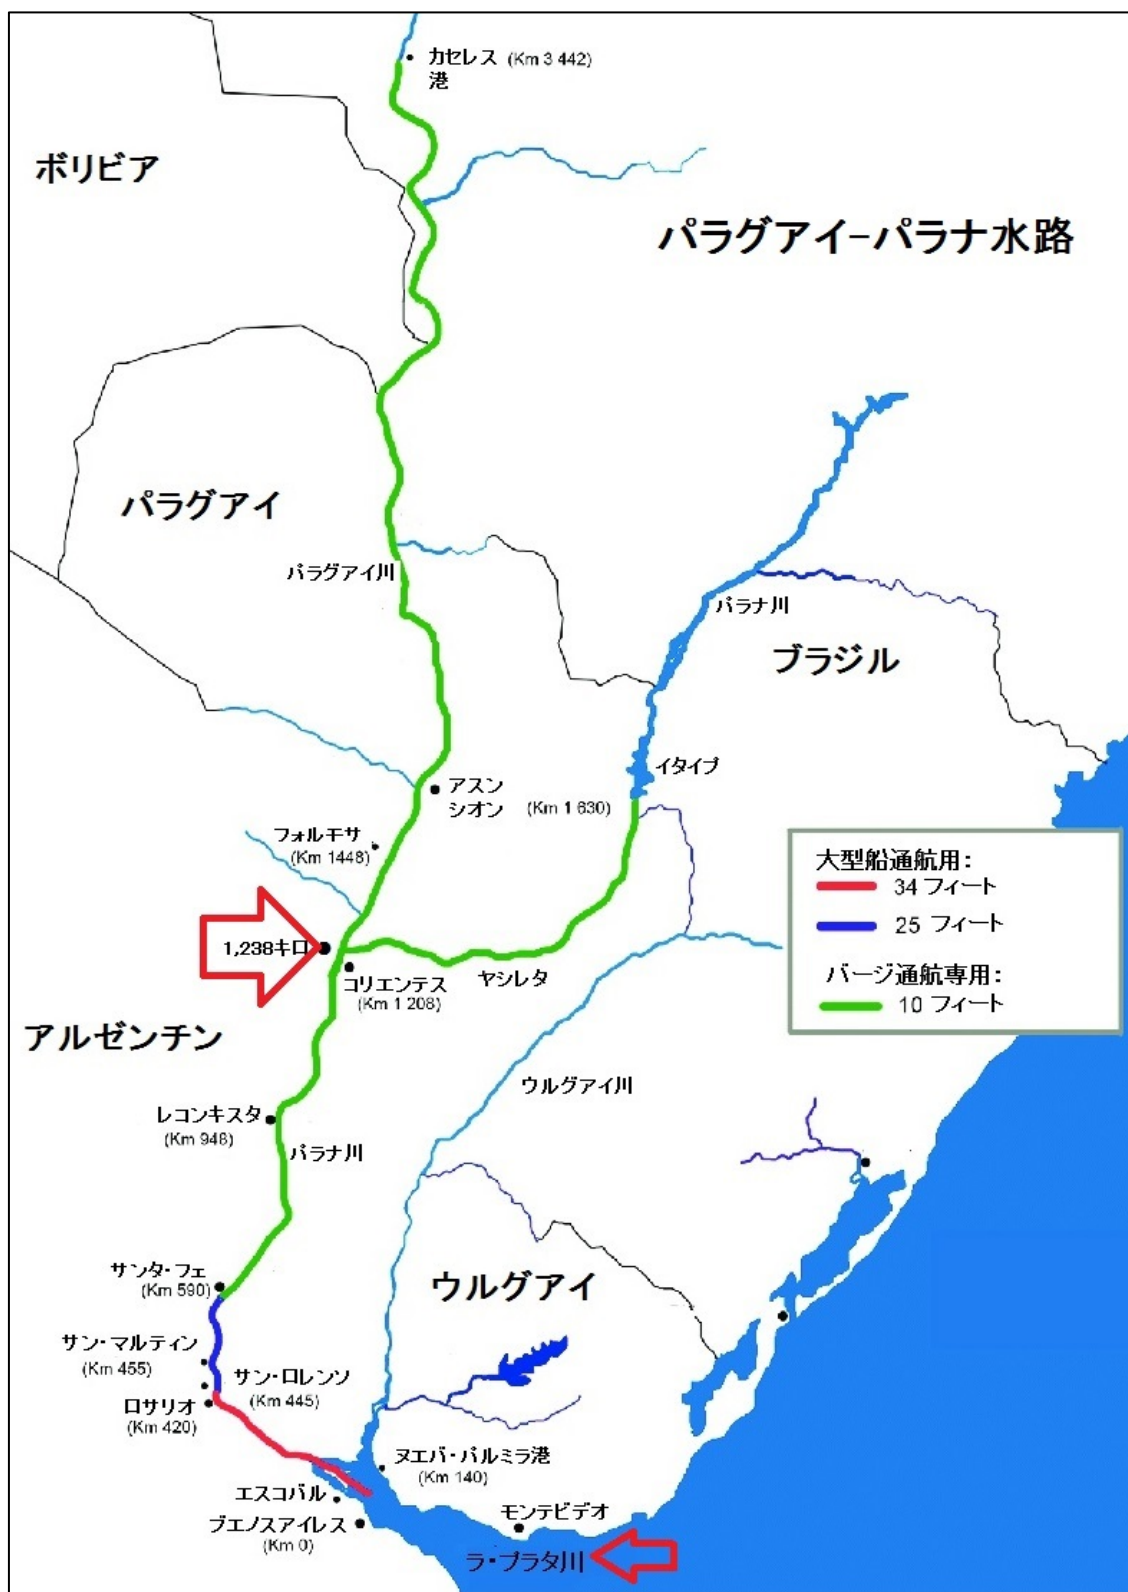 カセレス (Km 3 442)
港
ボリビア
パラグアイ-パラナ水路
パラグアイ
パラグアイ川
パラナ川
ブラジル
イタイプ
アスン
シオン
(Km 1 630)
フォルモサ
(Km 1448)
大型船通航用:
34 フィート
25 フィート
バージ通航専用:
10 フィート
1,238キロ
コリエンテス
(Km 1 208)
ヤシレタ
アルゼンチン
ウルグアイ川
レコンキスタ
(Km 948)
パラナ川
サンタ・フェ
(Km 590)
ウルグアイ
サン・マルティン
(Km 455)
サン・ロレンソ
(Km 445)
ロサリオ
(Km 420)
ヌエバ・パルミラ港
(Km 140)
エスコバル
モンテビデオ
ブエノスアイレス
(Km 0)
ラ・プラタ川